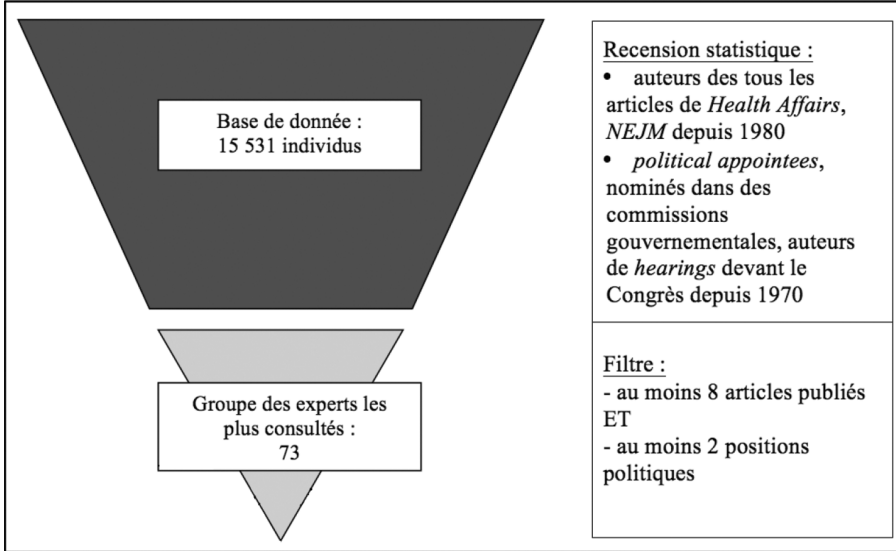 Base de donnée :
15 531 individus
Groupe des experts les
plus consultés :
73
Recension statistique :
• auteurs des tous les
articles de Health Affairs,
NEJM depuis 1980
• political appointees,
nominés dans des
commissions
gouvernementales, auteurs
de hearings devant le
Congrès depuis 1970
Filtre :
- au moins 8 articles publiés
ET
- au moins 2 positions
politiques